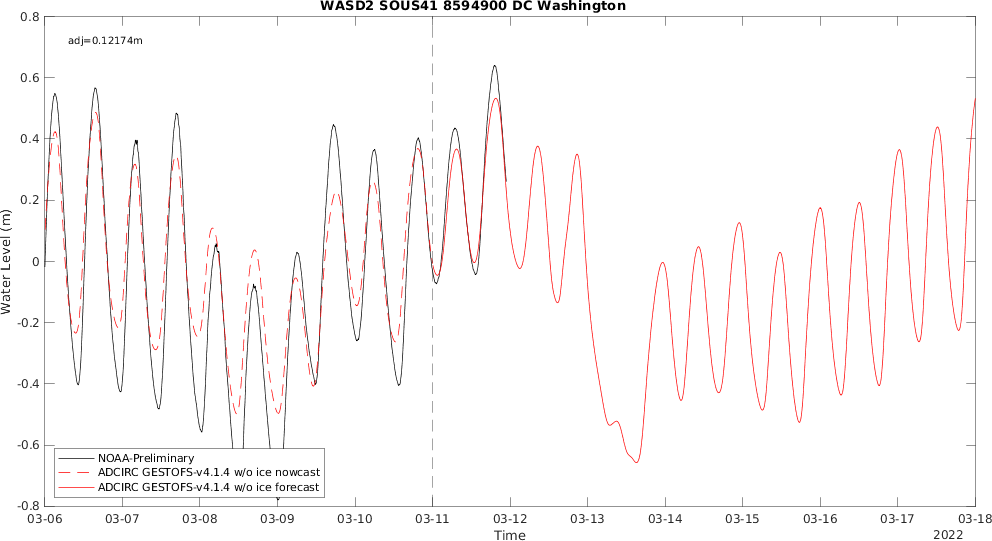 WASD2 SOUS41 8594900 DC Washington
adj=0.12174m
0.8
0.6
0.4
0.2
0
-0.2
-0.4
-0.6
-0.8
Water Level (m)
NOAA-Preliminary
ADCIRC GESTOFS-v4.1.4 w/o ice nowcast
ADCIRC GESTOFS-v4.1.4 w/o ice forecast
03-06 03-07 03-08 03-09 03-10 03-11 03-12 03-13 03-14 03-15 03-16 03-17 03-18
Time
2022